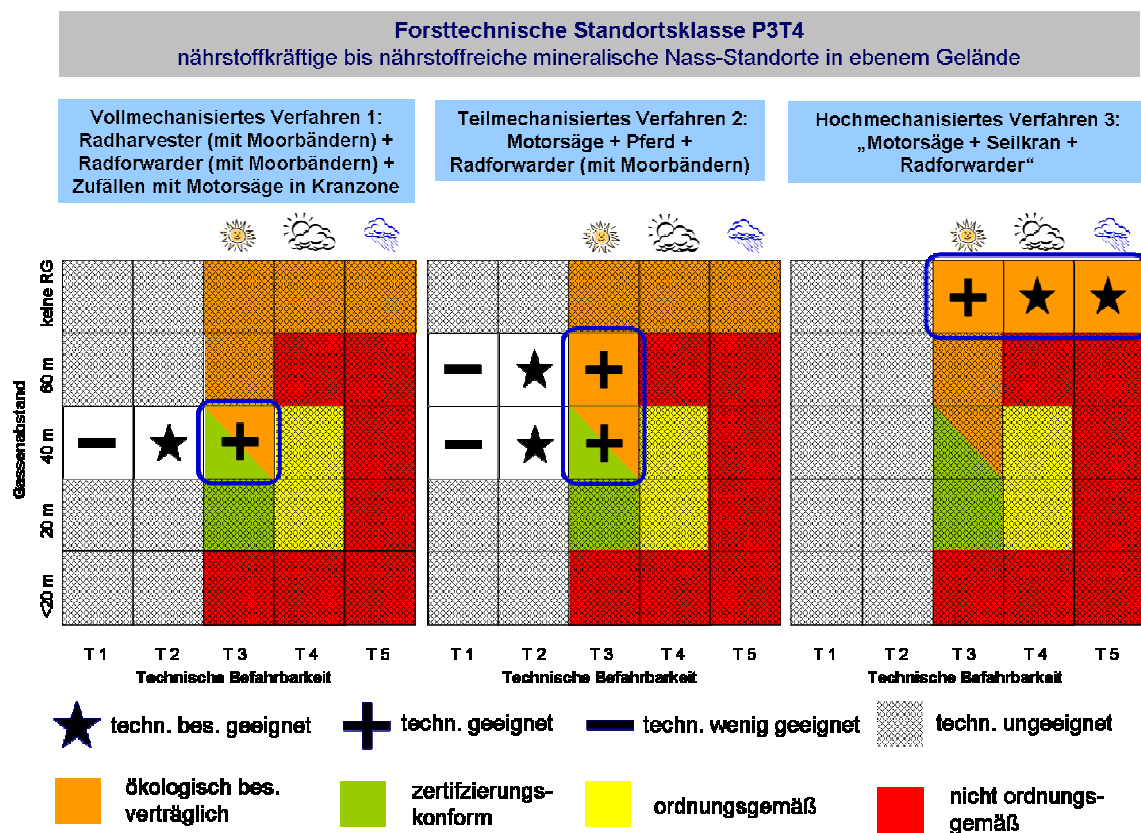 Forsttechnische Standortsklasse P3T4
nährstoffkräftige bis nährstoffreiche mineralische Nass-Standorte in ebenem Gelände
Vollmechanisiertes Verfahren 1:
Radharvester (mit Moorbändern) +
Radforwarder (mit Moorbändern) +
Zufällen mit Motorsäge in Kranzone
Teilmechanisiertes Verfahren 2:
Motorsäge + Pferd +
Radforwarder (mit Moorbändern)
Hochmechanisiertes Verfahren 3:
„Motorsäge + Seilkran +
Radforwarder“
Gassenabstand
keine RG
60 m
40 m
20 m
<20 m
T 1 T 2 T 3 T 4 T 5
Technische Befahrbarkeit
T 1 T 2 T 3 T 4 T 5
Technische Befahrbarkeit
T 1 T 2 T 3 T 4 T 5
Technische Befahrbarkeit
techn. bes. geeignet
techn. geeignet
techn. wenig geeignet
techn. ungeeignet
ökologisch bes.
verträglich
zertifzierungs-
konform
ordnungsgemäß
nicht ordnungs-
gemäß